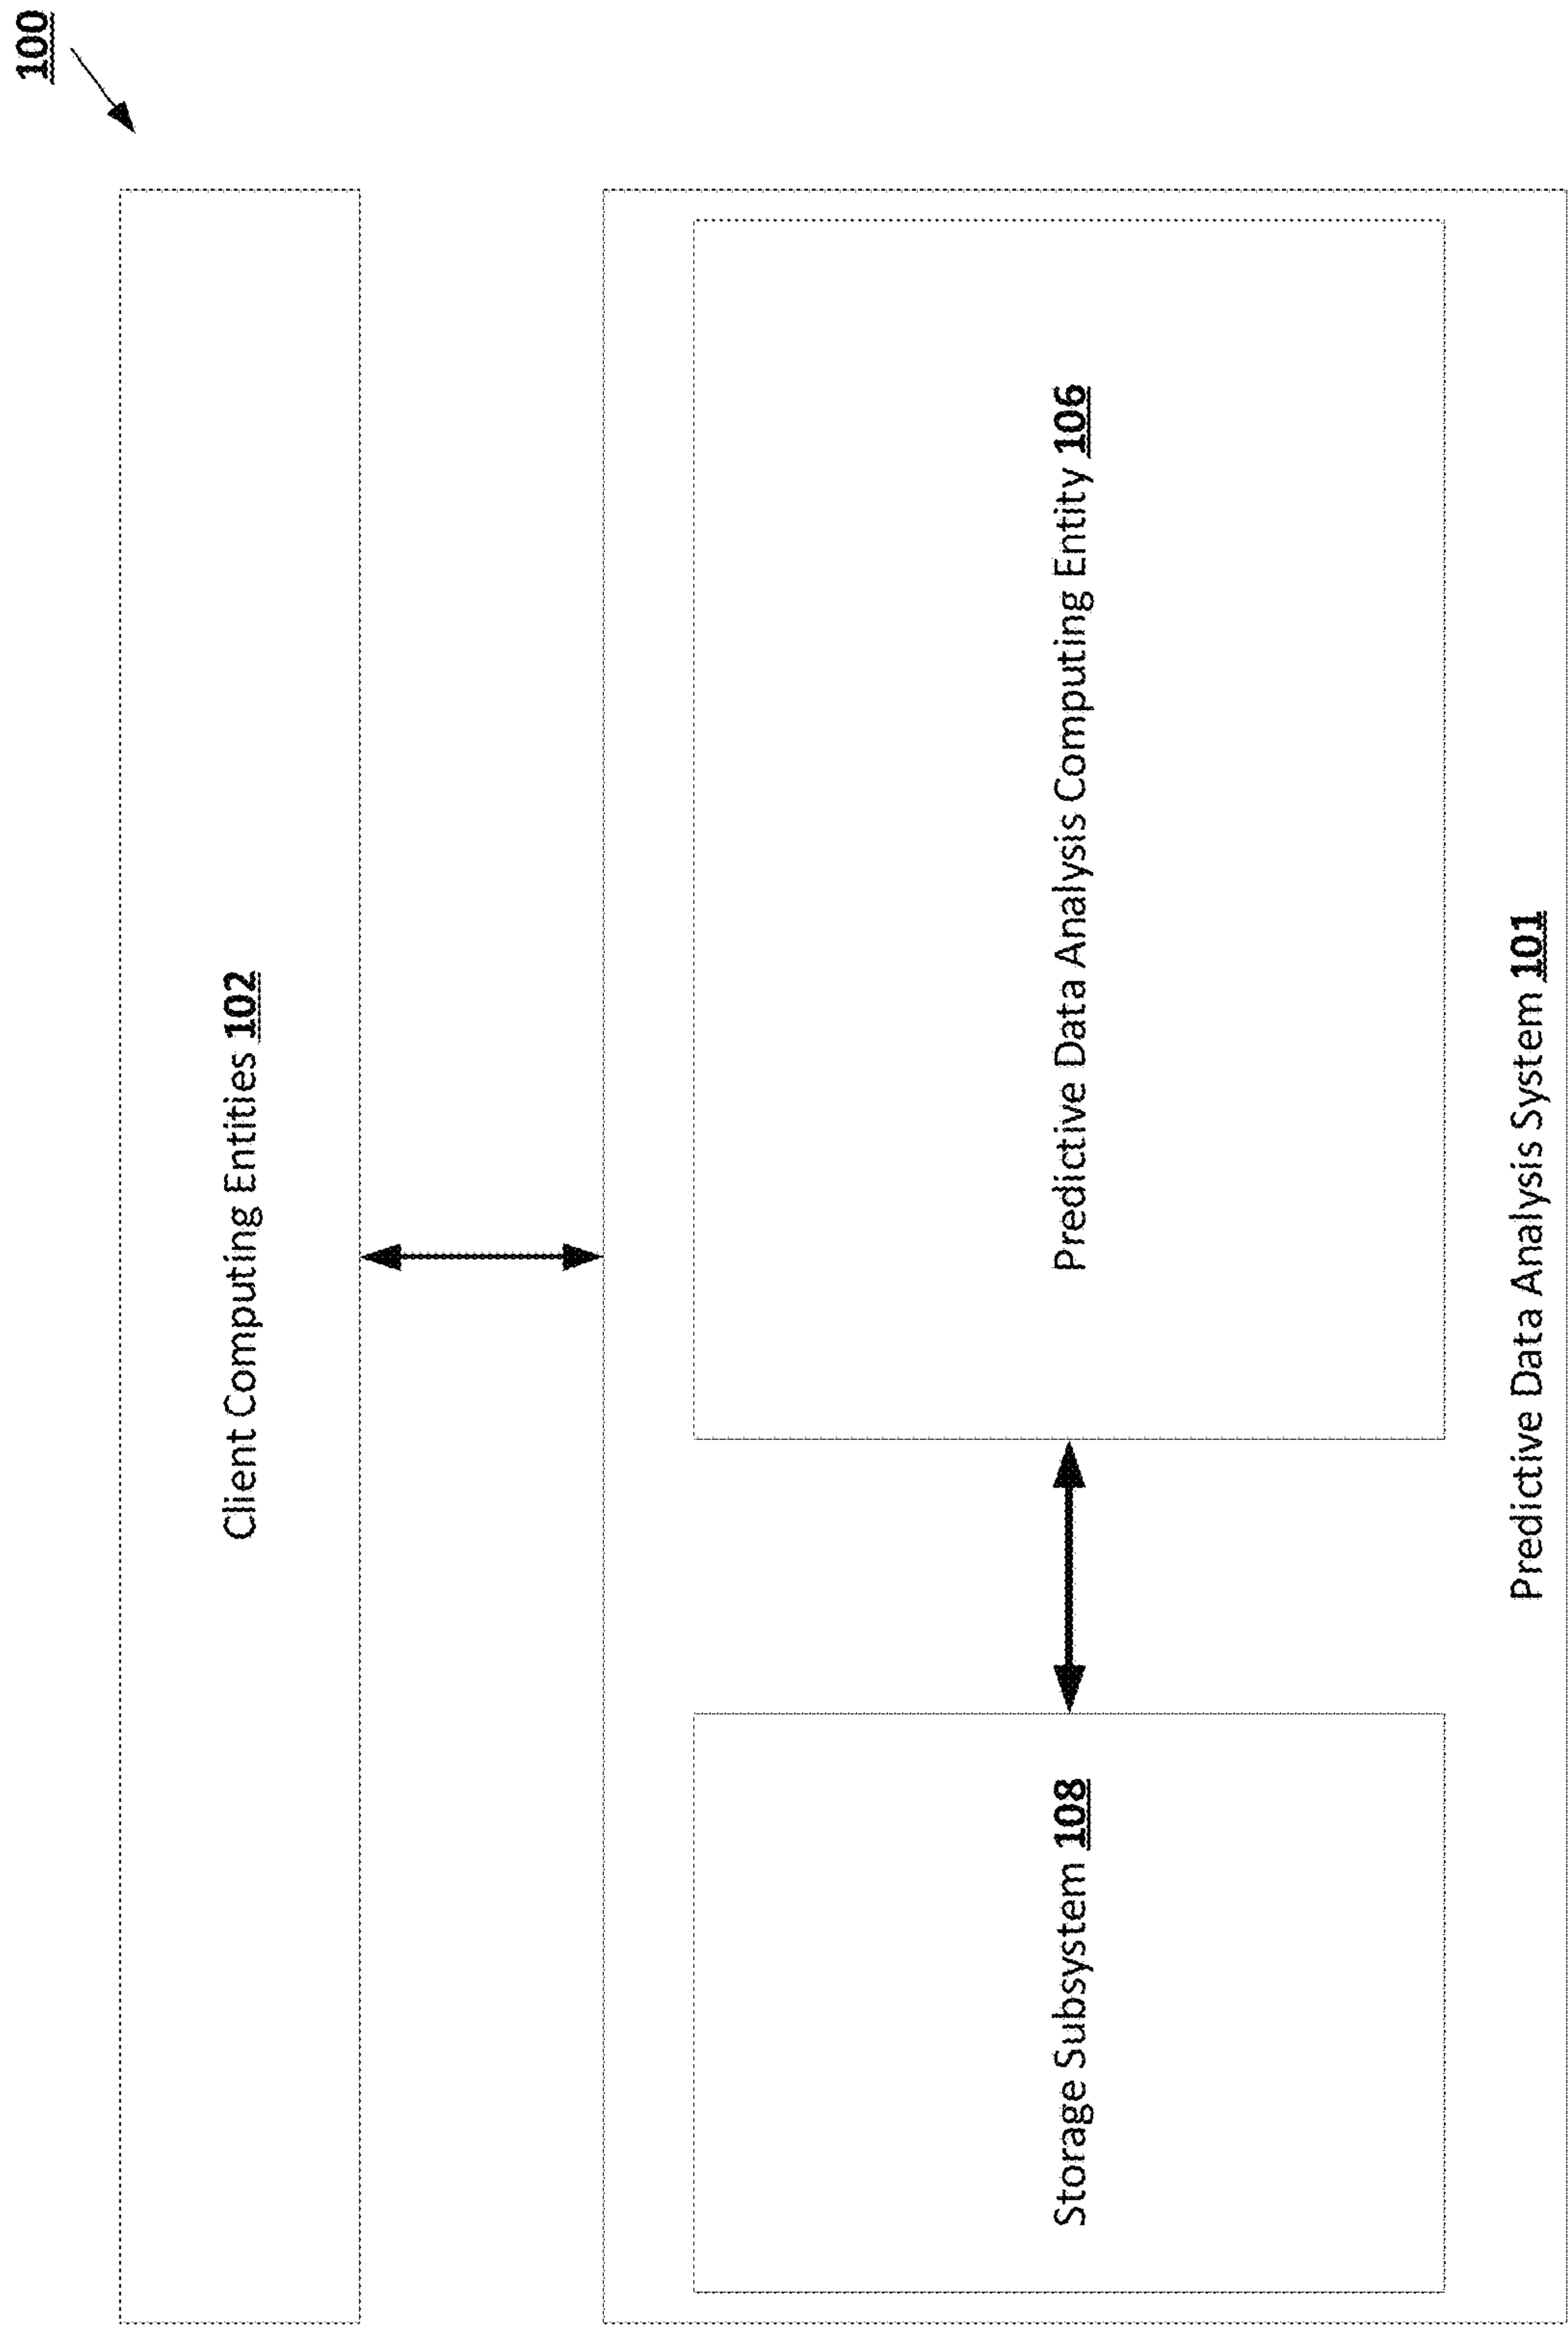 100
Client Computing Entities 102
Storage Subsystem 108
Predictive Data Analysis Computing Entity 106
Predictive Data Analysis System 101